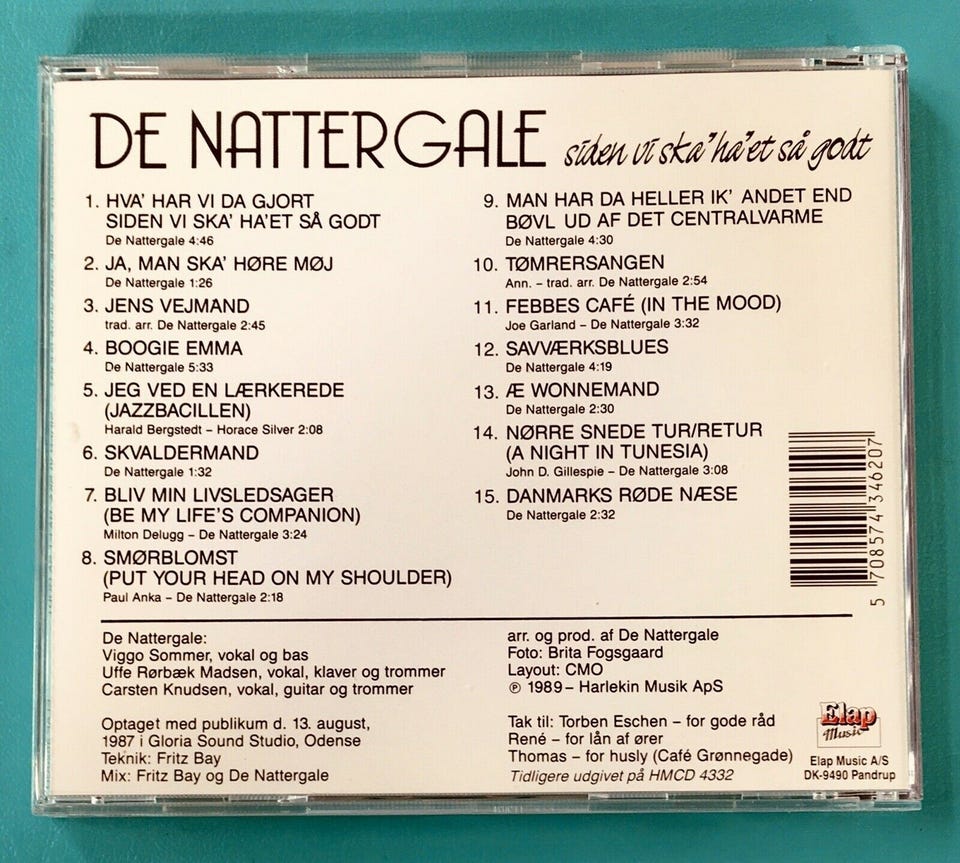 DE NATTERGALE siden vi ska' ha'et så godt
1. HVA' HAR VI DA GJORT
SIDEN VI SKA' HA'ET SÅ GODT
De Nattergale 4:46
2. JA, MAN SKA' HØRE MØJ
De Nattergale 1:26
3. JENS VEJMAND
trad. arr. De Nattergale 2:45
4. BOOGIE EMMA
De Nattergale 5:33
5. JEG VED EN LÆRKEREDE
(JAZZBACILLEN)
Harald Bergstedt – Horace Silver 2:08
6. SKVALDERMAND
De Nattergale 1:32
7. BLIV MIN LIVSLEDSAGER
(BE MY LIFE'S COMPANION)
Milton Delugg – De Nattergale 3:24
8. SMØRBLOMST
(PUT YOUR HEAD ON MY SHOULDER)
Paul Anka – De Nattergale 2:18
9. MAN HAR DA HELLER IK' ANDET END
BØVL UD AF DET CENTRALVARME
De Nattergale 4:30
10. TØMRERSANGEN
Ann. – trad. arr. De Nattergale 2:54
11. FEBBES CAFÉ (IN THE MOOD)
Joe Garland – De Nattergale 3:32
12. SAVVÆRKSBLUES
De Nattergale 4:19
13. Æ WONNEMAND
De Nattergale 2:30
14. NØRRE SNEDE TUR/RETUR
(A NIGHT IN TUNESIA)
John D. Gillespie – De Nattergale 3:08
15. DANMARKS RØDE NÆSE
De Nattergale 2:32
5 708574 346207
De Nattergale:
Viggo Sommer, vokal og bas
Uffe Rørbæk Madsen, vokal, klaver og trommer
Carsten Knudsen, vokal, guitar og trommer
Optaget med publikum d. 13. august,
1987 i Gloria Sound Studio, Odense
Teknik: Fritz Bay
Mix: Fritz Bay og De Nattergale
arr. og prod. af De Nattergale
Foto: Brita Fogsgaard
Layout: CMO
℗ 1989 – Harlekin Musik ApS
Tak til: Torben Eschen – for gode råd
René – for lån af ører
Thomas – for husly (Café Grønnegade)
Tidligere udgivet på HMCD 4332
Elap
Music
Elap Music A/S
DK-9490 Pandrup